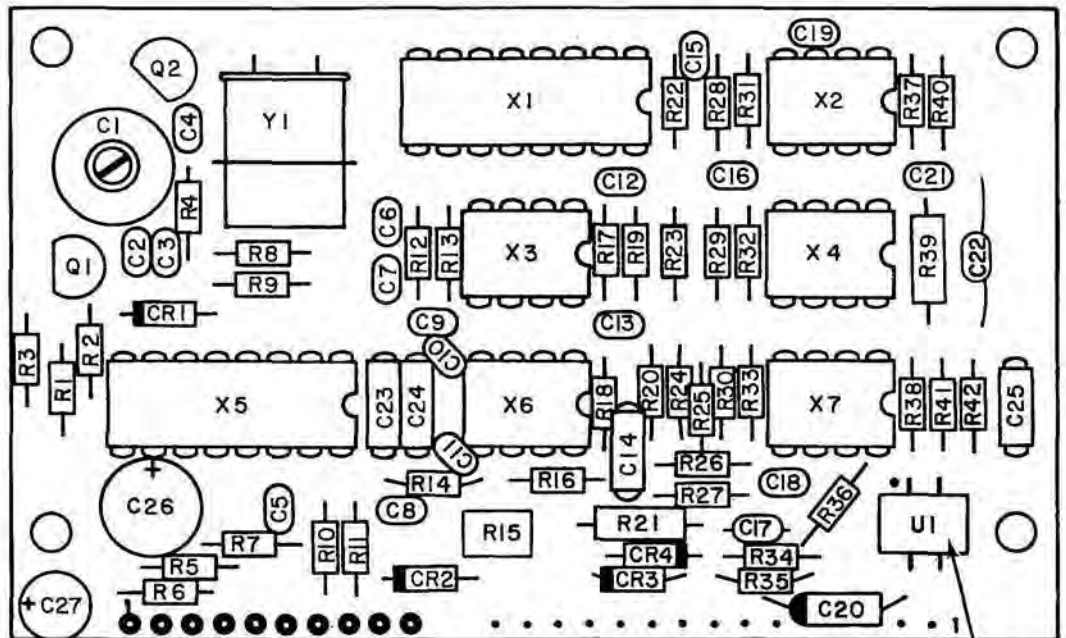 C19
Q2
C15
X1
R22
R28
R31
X2
R37
R40
C1
C4
Y1
R4
C12
C16
C21
C6
R12
R13
X3
R17
R19
R23
R29
R32
X4
R39
C22
C2
C3
Q1
R8
C7
R9
CR1
C9
C13
R3
R1
R2
C10
X5
C23
C24
X6
R18
R20
R24
R25
R30
R33
X7
R38
R41
R42
C25
C14
C11
+
C26
C5
R14
R16
R26
R27
C18
R36
C8
R7
R10
R11
R15
R21
C17
U1
R5
CR4
R34
R6
CR2
CR3
R35
+C27
1
C20
1